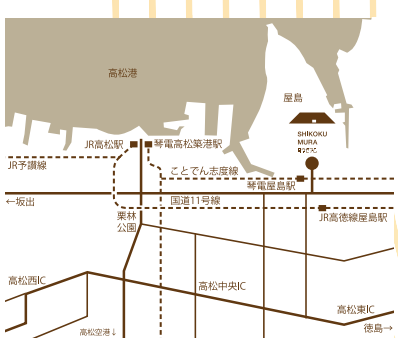 高松港
屋島
SHIKOKU
MURA
JR高松駅
琴電高松築港駅
JR予讃線
ことでん志度線
琴電屋島駅
←坂出
国道11号線
栗林
公園
JR高徳線屋島駅
高松西IC
高松中央IC
高松東IC
高松空港↓
徳島→